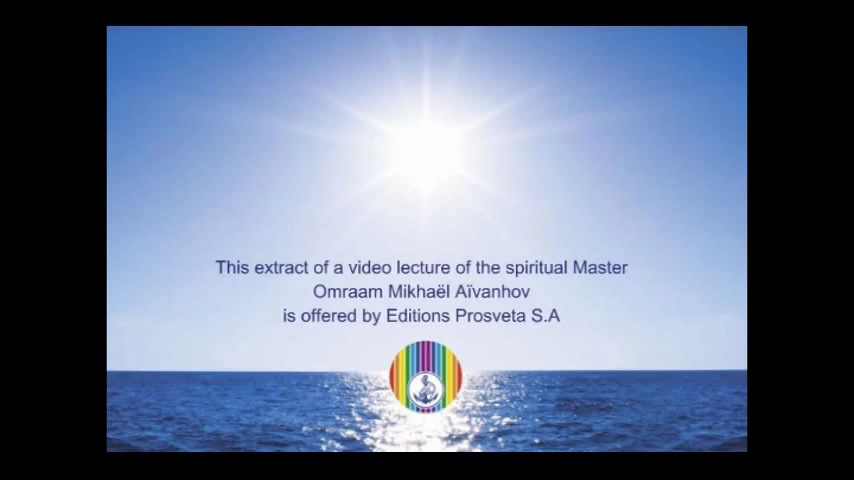 This extract of a video lecture of the spiritual Master
Omraam Mikhaël Aïvanhov
is offered by Editions Prosveta S.A